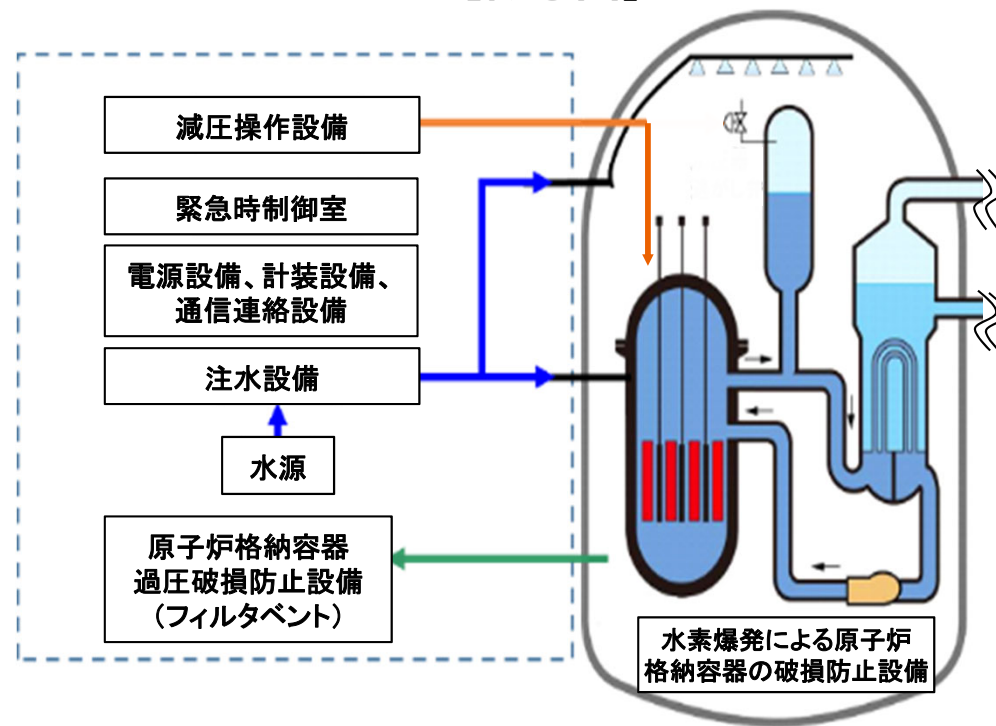 減圧操作設備
緊急時制御室
電源設備、計装設備、
通信連絡設備
注水設備
水源
原子炉格納容器
過圧破損防止設備
(フィルタベント)
水素爆発による原子炉
格納容器の破損防止設備